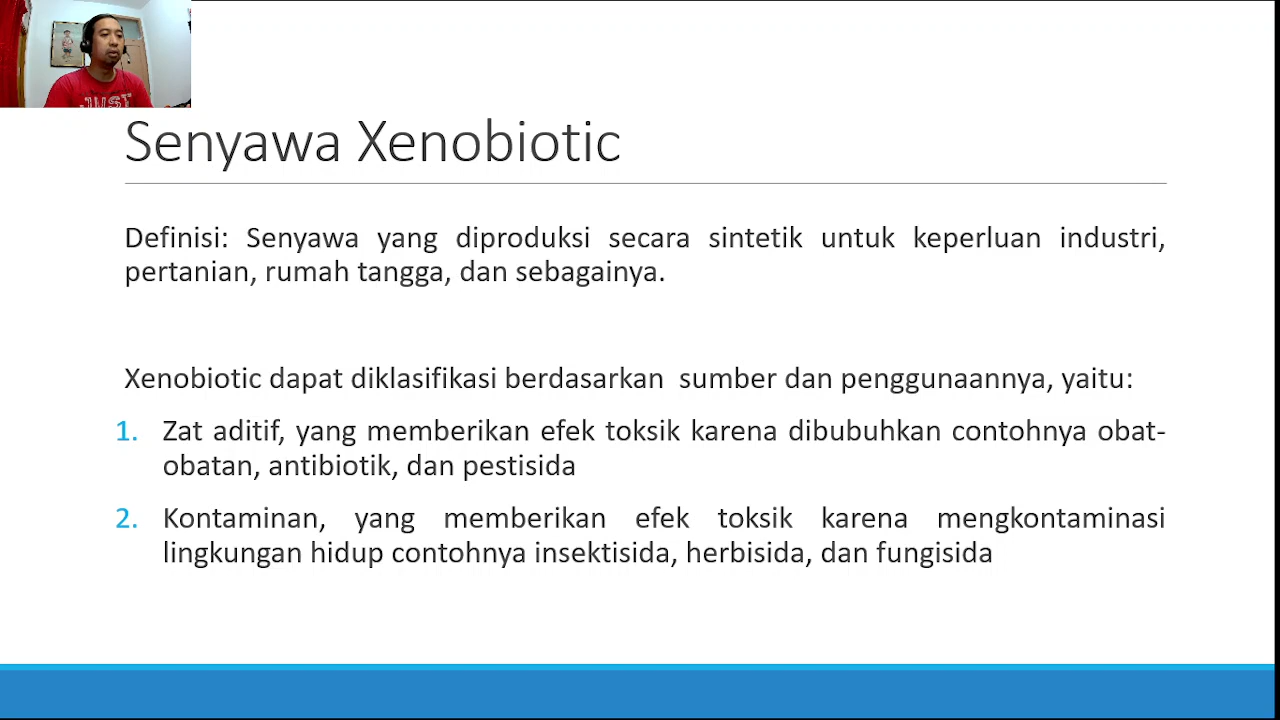 JUST
Senyawa Xenobiotic
Definisi: Senyawa yang diproduksi secara sintetik untuk keperluan industri,
pertanian, rumah tangga, dan sebagainya.
Xenobiotic dapat diklasifikasi berdasarkan sumber dan penggunaannya, yaitu:
1. Zat aditif, yang memberikan efek toksik karena dibubuhkan contohnya obat-
obatan, antibiotik, dan pestisida
2. Kontaminan, yang memberikan efek toksik karena mengkontaminasi
lingkungan hidup contohnya insektisida, herbisida, dan fungisida